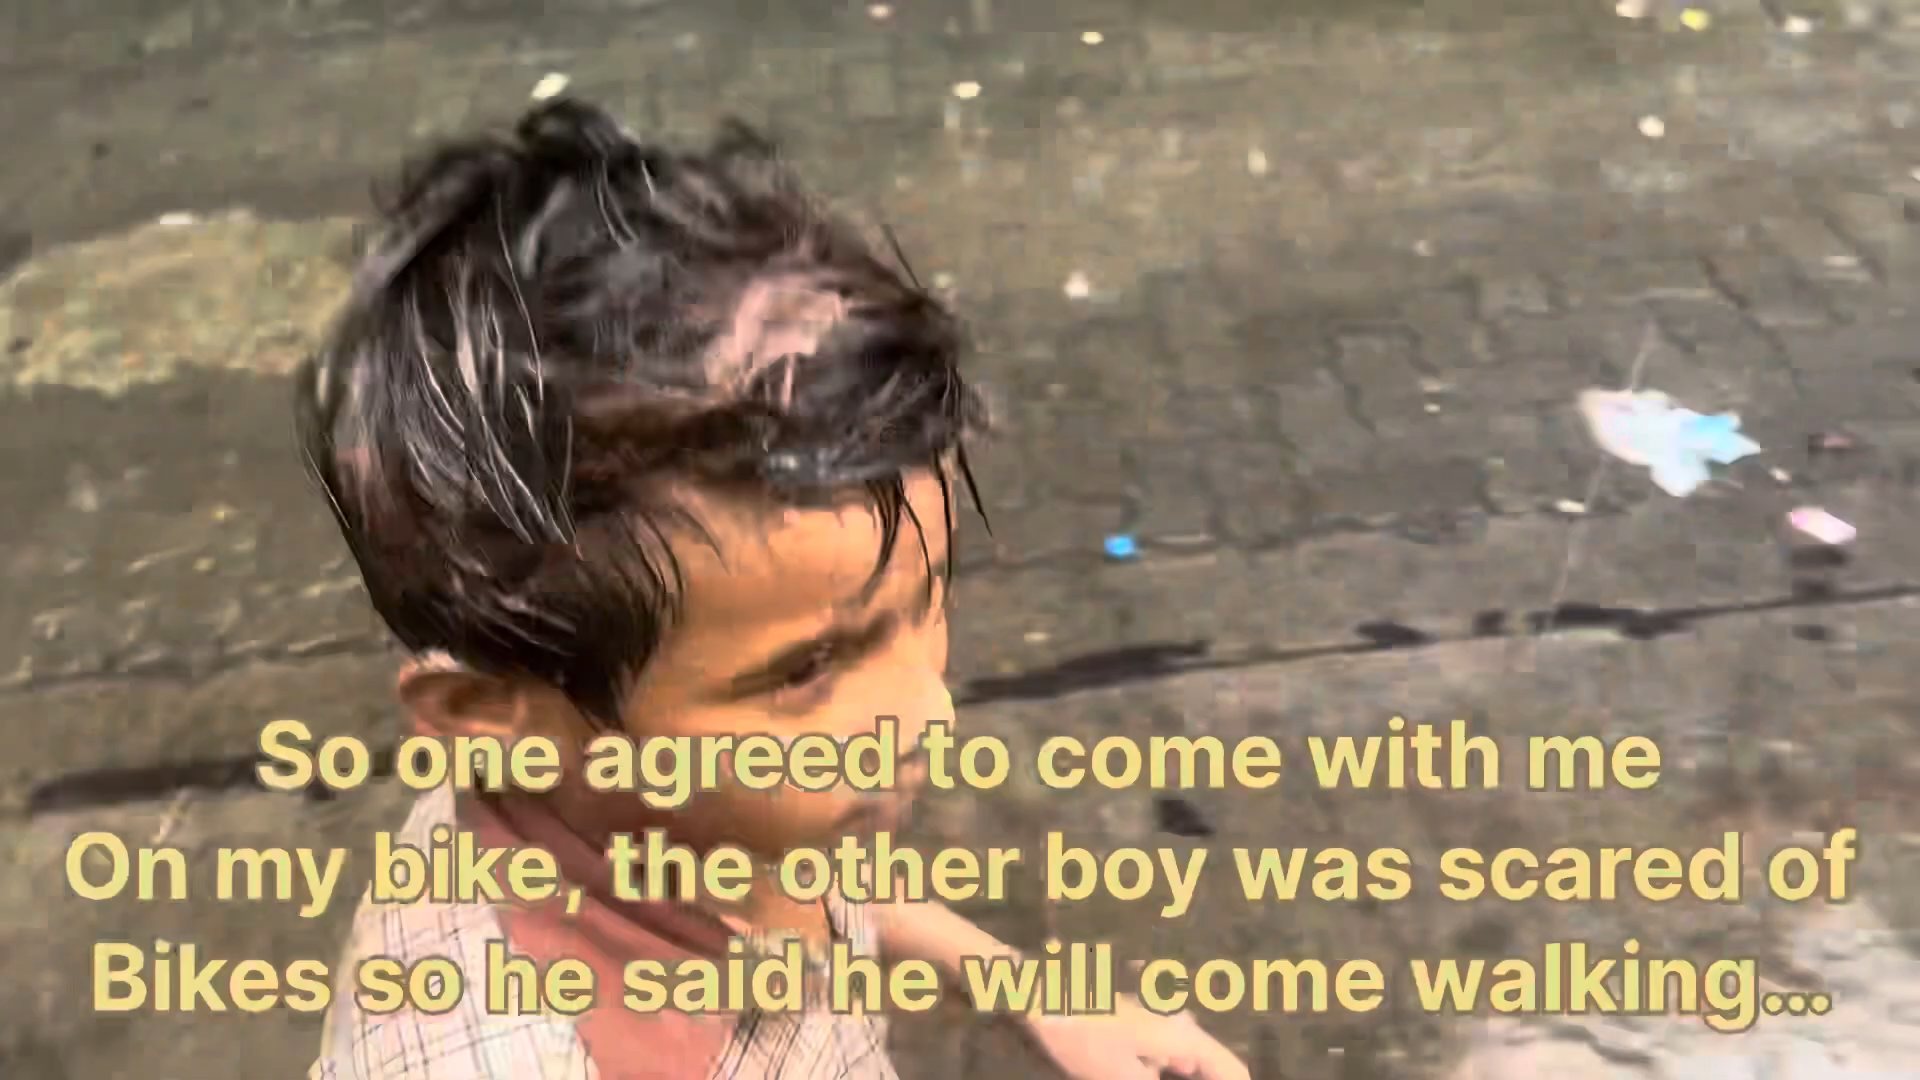 So one agreed to come with me
On my bike, the other boy was scared of
Bikes so he said he will come walking...